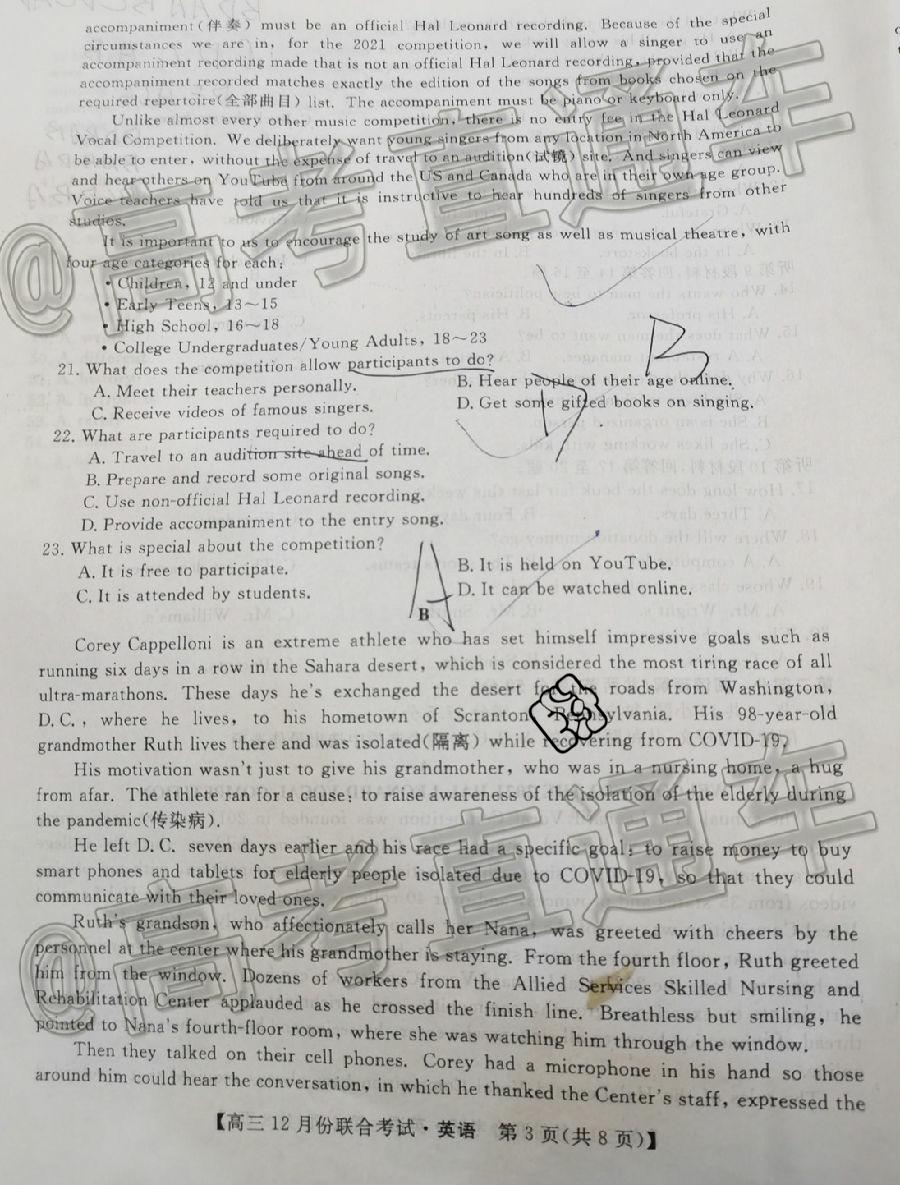 accompaniment(伴奏) must be an official Hal Leonard recording. Because of the special
circumstances we are in, for the 2021 competition, we will allow a singer to use an
accompaniment recording made that is not an official Hal Leonard recording, provided that the
accompaniment recorded matches exactly the edition of the songs from books chosen on the
required repertoire(全部曲目) list. The accompaniment must be piano or keyboard only.
Unlike almost every other music competition, there is no entry fee in the Hal Leonard
Vocal Competition. We deliberately want young singers from any location in North America to
be able to enter, without the expense of travel to an audition(试镜) site. And singers can view
and hear others on YouTube from around the US and Canada who are in their own age group.
Voice teachers have told us that it is instructive to hear hundreds of singers from other
studios.
It is important to us to encourage the study of art song as well as musical theatre, with
four age categories for each:
• Children, 12 and under
• Early Teens, 13～15
• High School, 16～18
• College Undergraduates/Young Adults, 18～23
21. What does the competition allow participants to do?
A. Meet their teachers personally.
B. Hear people of their age online.
C. Receive videos of famous singers.
D. Get some gifted books on singing.
B
22. What are participants required to do?
A. Travel to an audition site ahead of time.
B. Prepare and record some original songs.
C. Use non-official Hal Leonard recording.
D. Provide accompaniment to the entry song.
D
23. What is special about the competition?
A. It is free to participate.
B. It is held on YouTube.
C. It is attended by students.
D. It can be watched online.
A
B
Corey Cappelloni is an extreme athlete who has set himself impressive goals such as
running six days in a row in the Sahara desert, which is considered the most tiring race of all
ultra-marathons. These days he's exchanged the desert for the roads from Washington,
D.C., where he lives, to his hometown of Scranton, Pennsylvania. His 98-year-old
grandmother Ruth lives there and was isolated(隔离) while recovering from COVID-19.
His motivation wasn't just to give his grandmother, who was in a nursing home, a hug
from afar. The athlete ran for a cause: to raise awareness of the isolation of the elderly during
the pandemic(传染病).
He left D.C. seven days earlier and his race had a specific goal: to raise money to buy
smart phones and tablets for elderly people isolated due to COVID-19, so that they could
communicate with their loved ones.
Ruth's grandson, who affectionately calls her Nana, was greeted with cheers by the
personnel at the center where his grandmother is staying. From the fourth floor, Ruth greeted
him from the window. Dozens of workers from the Allied Services Skilled Nursing and
Rehabilitation Center applauded as he crossed the finish line. Breathless but smiling, he
pointed to Nana's fourth-floor room, where she was watching him through the window.
Then they talked on their cell phones. Corey had a microphone in his hand so those
around him could hear the conversation, in which he thanked the Center's staff, expressed the
【高三12月份联合考试·英语 第3页(共8页)】
@高考直通车
@高考直通车